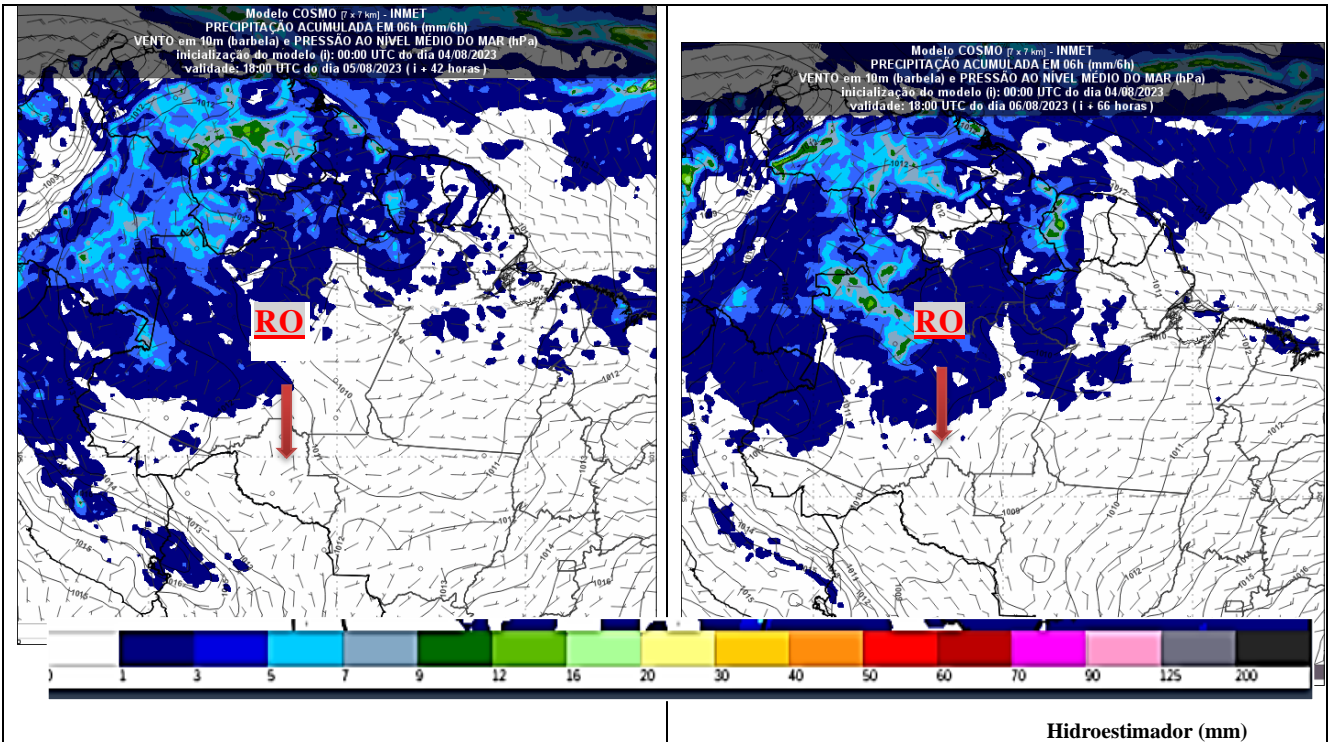 Modelo COSMO [7 x 7 km] - INMET
PRECIPITAÇÃO ACUMULADA EM 06h (mm/6h)
VENTO em 10m (barbela) e PRESSÃO AO NÍVEL MÉDIO DO MAR (hPa)
inicialização do modelo (i): 00:00 UTC do dia 04/08/2023
validade: 18:00 UTC do dia 05/08/2023 ( i + 42 horas )
RO
Modelo COSMO [7 x 7 km] - INMET
PRECIPITAÇÃO ACUMULADA EM 06h (mm/6h)
VENTO em 10m (barbela) e PRESSÃO AO NÍVEL MÉDIO DO MAR (hPa)
inicialização do modelo (i): 00:00 UTC do dia 04/08/2023
validade: 18:00 UTC do dia 06/08/2023 ( i + 66 horas )
RO
1 3 5 7 9 12 16 20 30 40 50 60 70 90 125 200
Hidroestimador (mm)